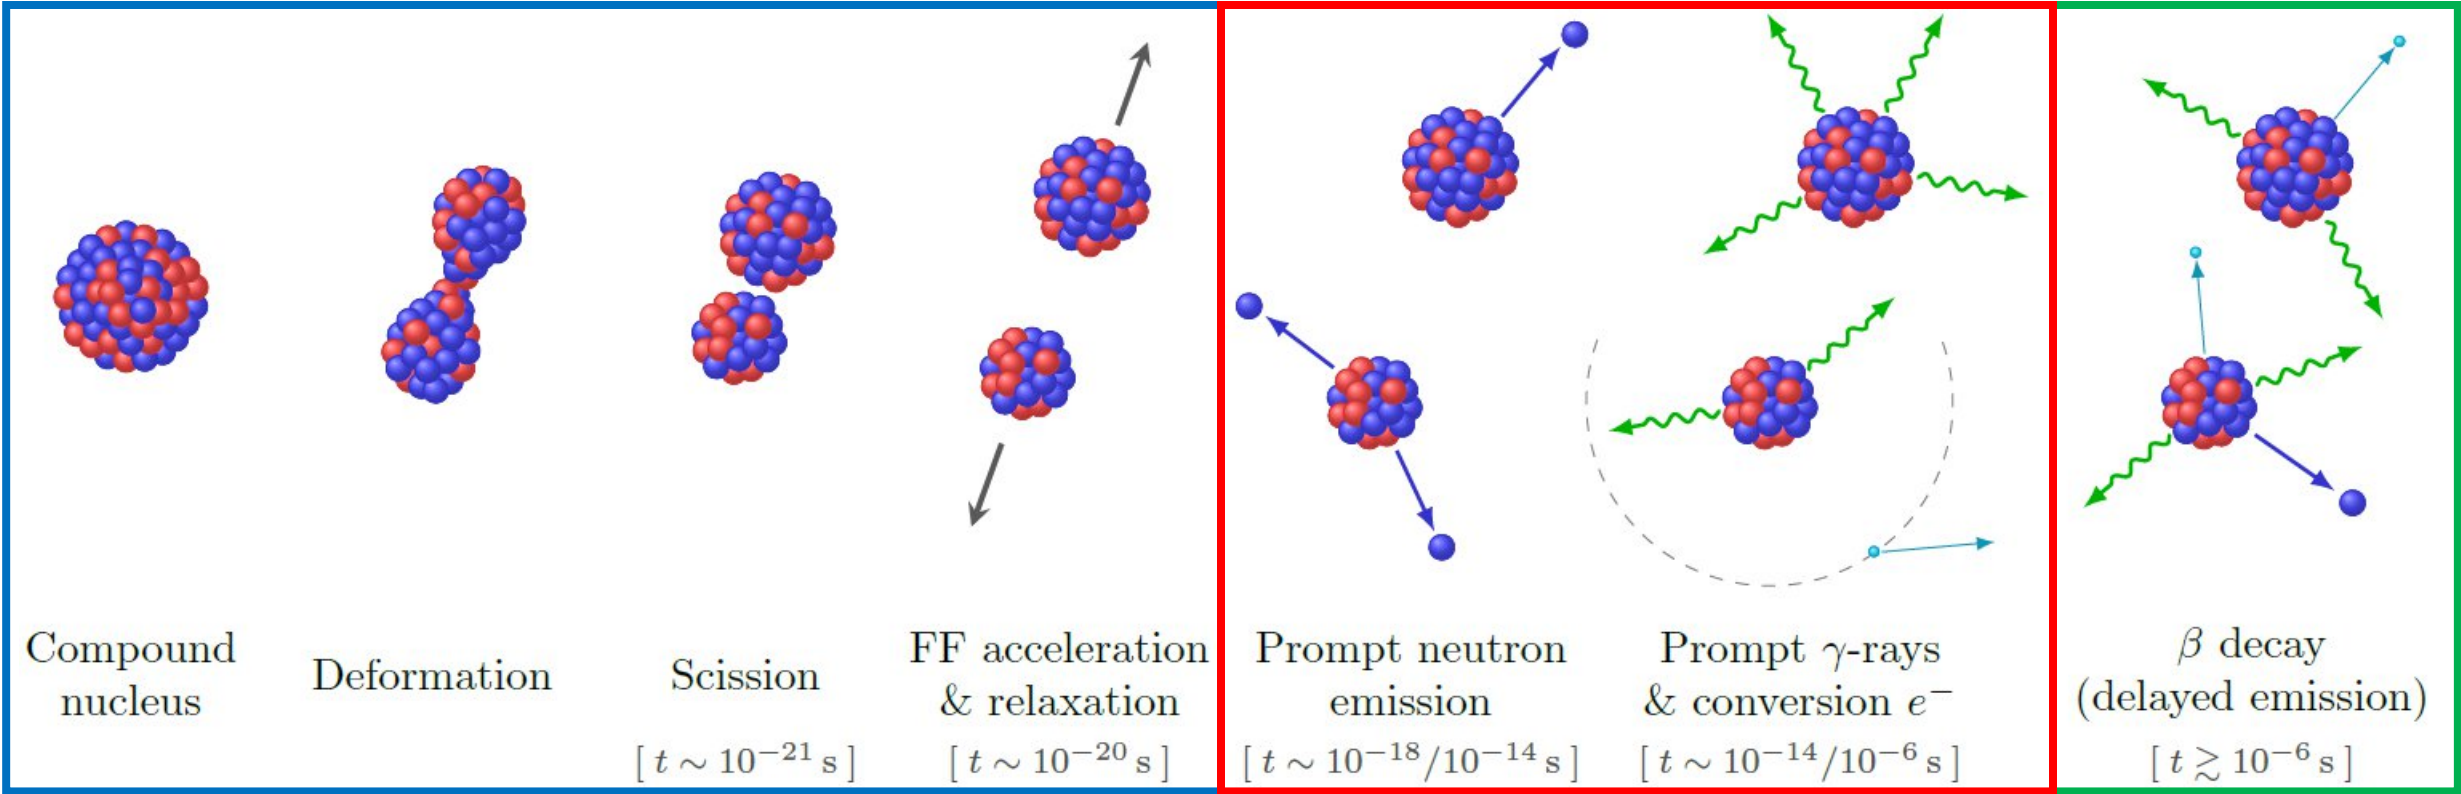 Compound
nucleus
Deformation
Scission
[ t ∼ 10⁻²¹ s ]
FF acceleration
& relaxation
[ t ∼ 10⁻²⁰ s ]
Prompt neutron
emission
[ t ∼ 10⁻¹⁸/10⁻¹⁴ s ]
Prompt γ-rays
& conversion e⁻
[ t ∼ 10⁻¹⁴/10⁻⁶ s ]
β decay
(delayed emission)
[ t ≳ 10⁻⁶ s ]